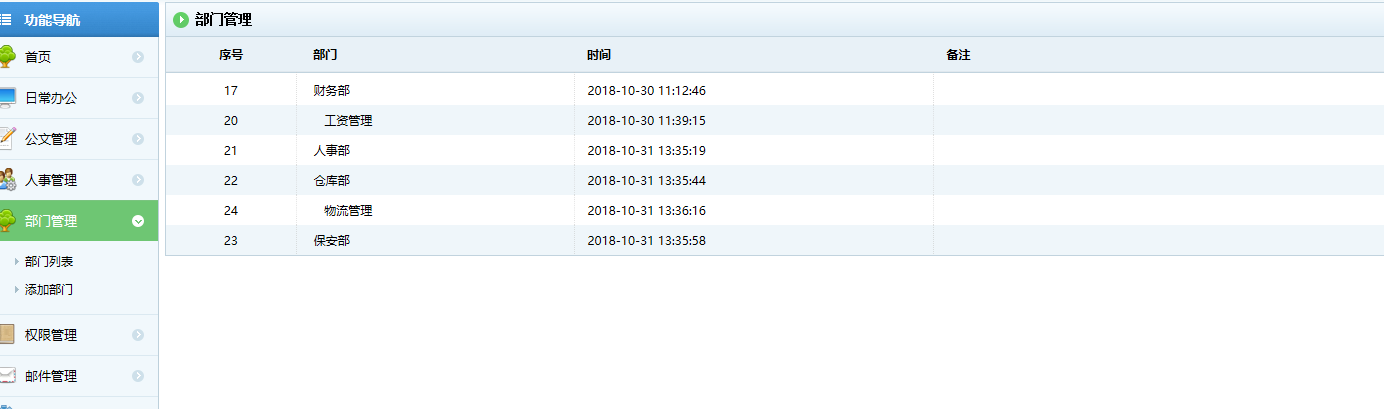 功能导航
首页
日常办公
公文管理
人事管理
部门管理
部门列表
添加部门
权限管理
邮件管理
部门管理
序号 部门 时间 备注
17 财务部 2018-10-30 11:12:46
20 工资管理 2018-10-30 11:39:15
21 人事部 2018-10-31 13:35:19
22 仓库部 2018-10-31 13:35:44
24 物流管理 2018-10-31 13:36:16
23 保安部 2018-10-31 13:35:58